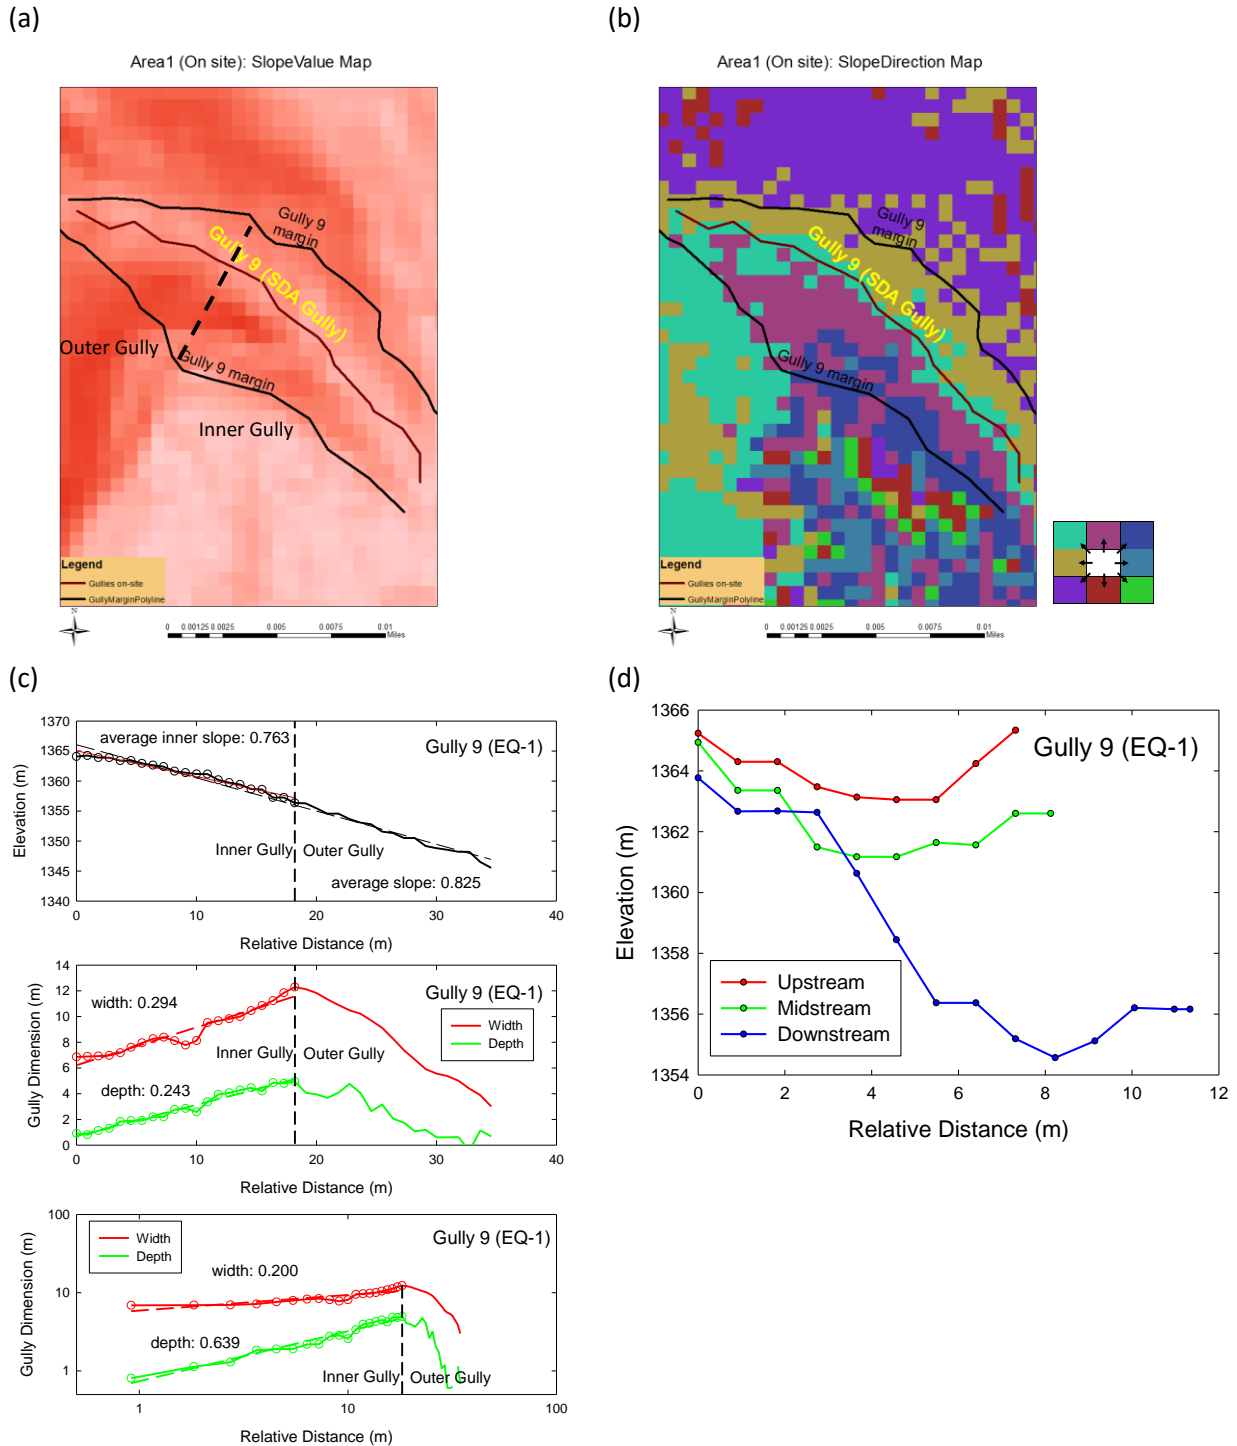 (a)
Area1 (On site): SlopeValue Map
Gully 9
margin
Gully 9 (SDA Gully)
Outer Gully
Gully 9 margin
Inner Gully
Legend
Gullies on-site
GullyMarginPolyline
N
0 0.00125 0.0025 0.005 0.0075 0.01
Miles
(b)
Area1 (On site): SlopeDirection Map
Gully 9
margin
Gully 9 (SDA Gully)
Gully 9 margin
Legend
Gullies on-site
GullyMarginPolyline
N
0 0.00125 0.0025 0.005 0.0075 0.01
Miles
(c)
1370
1365
1360
1355
1350
1345
1340
Elevation (m)
average inner slope: 0.763
Gully 9 (EQ-1)
Inner Gully
Outer Gully
average slope: 0.825
0 10 20 30 40
Relative Distance (m)
14
12
10
8
6
4
2
0
Gully Dimension (m)
width: 0.294
Gully 9 (EQ-1)
Width
Depth
Inner Gully
Outer Gully
depth: 0.243
0 10 20 30 40
Relative Distance (m)
100
10
1
Gully Dimension (m)
Width
Depth
Gully 9 (EQ-1)
width: 0.200
depth: 0.639
Inner Gully
Outer Gully
1 10 100
Relative Distance (m)
(d)
1366
1364
1362
1360
1358
1356
1354
Elevation (m)
Gully 9 (EQ-1)
Upstream
Midstream
Downstream
0 2 4 6 8 10 12
Relative Distance (m)